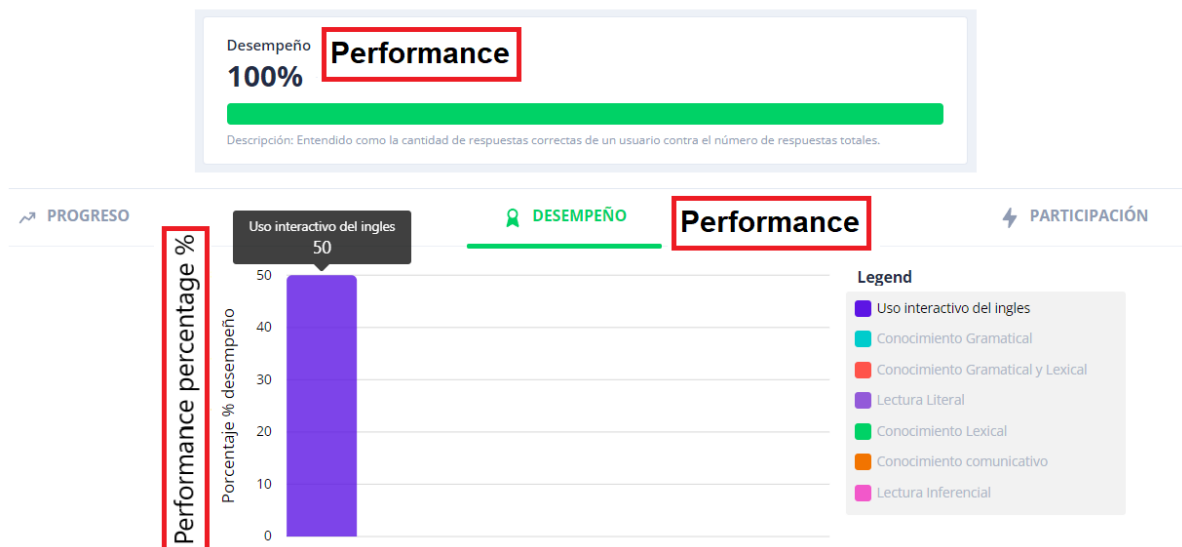 Desempeño
Performance
100%
Descripción: Entendido como la cantidad de respuestas correctas de un usuario contra el número de respuestas totales.
PROGRESO
DESEMPEÑO
Performance
PARTICIPACIÓN
Performance percentage %
Porcentaje % desempeño
Uso interactivo del ingles
50
50
40
30
20
10
0
Legend
Uso interactivo del ingles
Conocimiento Gramatical
Conocimiento Gramatical y Lexical
Lectura Literal
Conocimiento Lexical
Conocimiento comunicativo
Lectura Inferencial